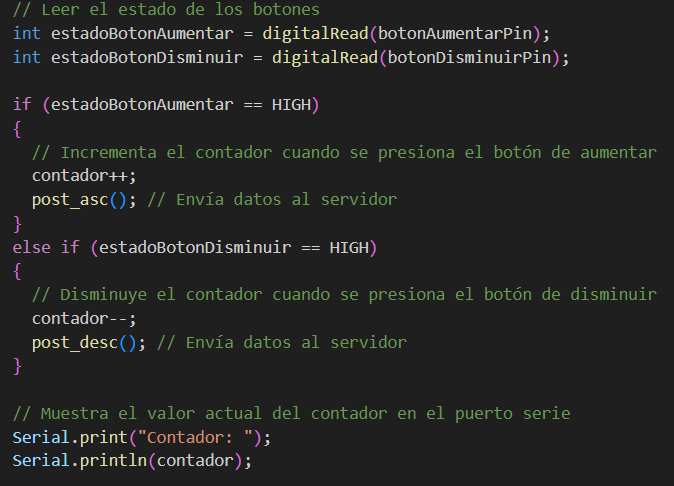 // Leer el estado de los botones
int estadoBotonAumentar = digitalRead(botonAumentarPin);
int estadoBotonDisminuir = digitalRead(botonDisminuirPin);

if (estadoBotonAumentar == HIGH)
{
  // Incrementa el contador cuando se presiona el botón de aumentar
  contador++;
  post_asc(); // Envía datos al servidor
}
else if (estadoBotonDisminuir == HIGH)
{
  // Disminuye el contador cuando se presiona el botón de disminuir
  contador--;
  post_desc(); // Envía datos al servidor
}

// Muestra el valor actual del contador en el puerto serie
Serial.print("Contador: ");
Serial.println(contador);